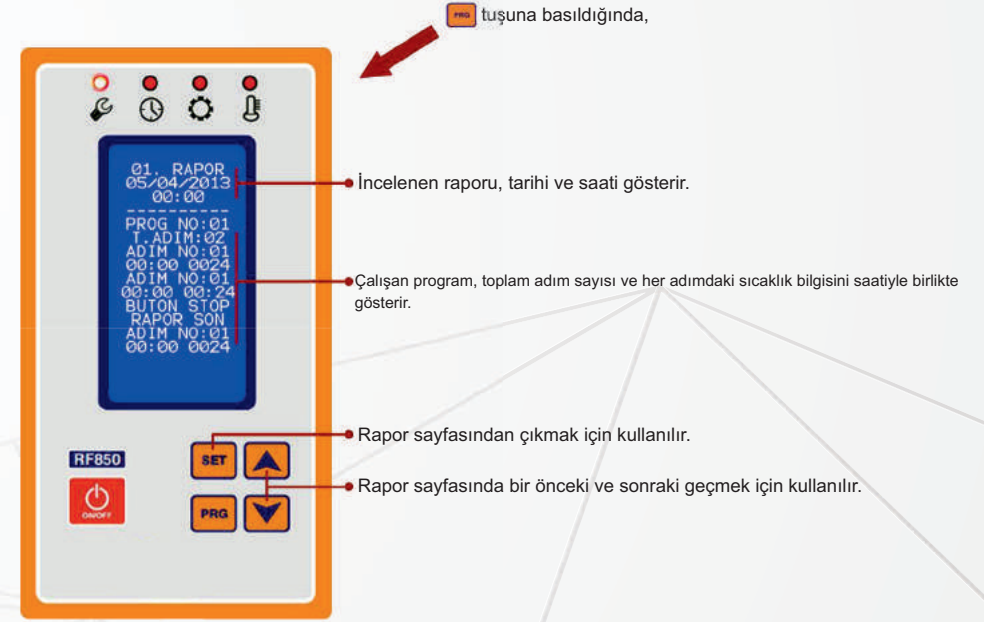 PRG tuşuna basıldığında,
01. RAPOR
05/04/2013
00:00
------------
PROG NO:01
T.ADIM:02
ADIM NO:01
00:00 0024
ADIM NO:01
00:00 00:24
BUTON STOP
RAPOR SON
ADIM NO:01
00:00 0024
İncelenen raporu, tarihi ve saati gösterir.
Çalışan program, toplam adım sayısı ve her adımdaki sıcaklık bilgisini saatiyle birlikte
gösterir.
Rapor sayfasından çıkmak için kullanılır.
Rapor sayfasında bir önceki ve sonraki geçmek için kullanılır.
RF850
SET
ON/OFF
PRG